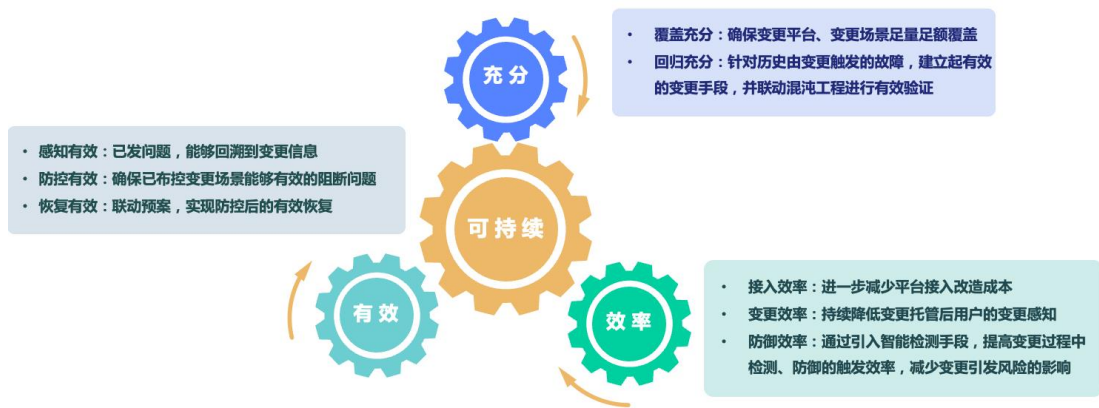 充分
• 覆盖充分：确保变更平台、变更场景足量足额覆盖
• 回归充分：针对历史由变更触发的故障，建立起有效
的变更手段，并联动混沌工程进行有效验证
• 感知有效：已发问题，能够回溯到变更信息
• 防控有效：确保已布控变更场景能够有效的阻断问题
• 恢复有效：联动预案，实现防控后的有效恢复
可持续
有效
效率
• 接入效率：进一步减少平台接入改造成本
• 变更效率：持续降低变更托管后用户的变更感知
• 防御效率：通过引入智能检测手段，提高变更过程中
检测、防御的触发效率，减少变更引发风险的影响